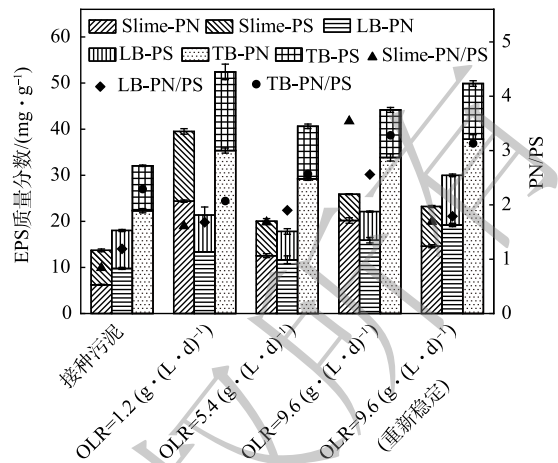 Slime-PN Slime-PS LB-PN
LB-PS TB-PN TB-PS Slime-PN/PS
LB-PN/PS TB-PN/PS
EPS质量分数/(mg·g⁻¹)
60
50
40
30
20
10
0
PN/PS
5
4
3
2
1
0
接种污泥
OLR=1.2 (g·(L·d)⁻¹)
OLR=5.4 (g·(L·d)⁻¹)
OLR=9.6 (g·(L·d)⁻¹)
OLR=9.6 (g·(L·d)⁻¹)
(重新稳定)